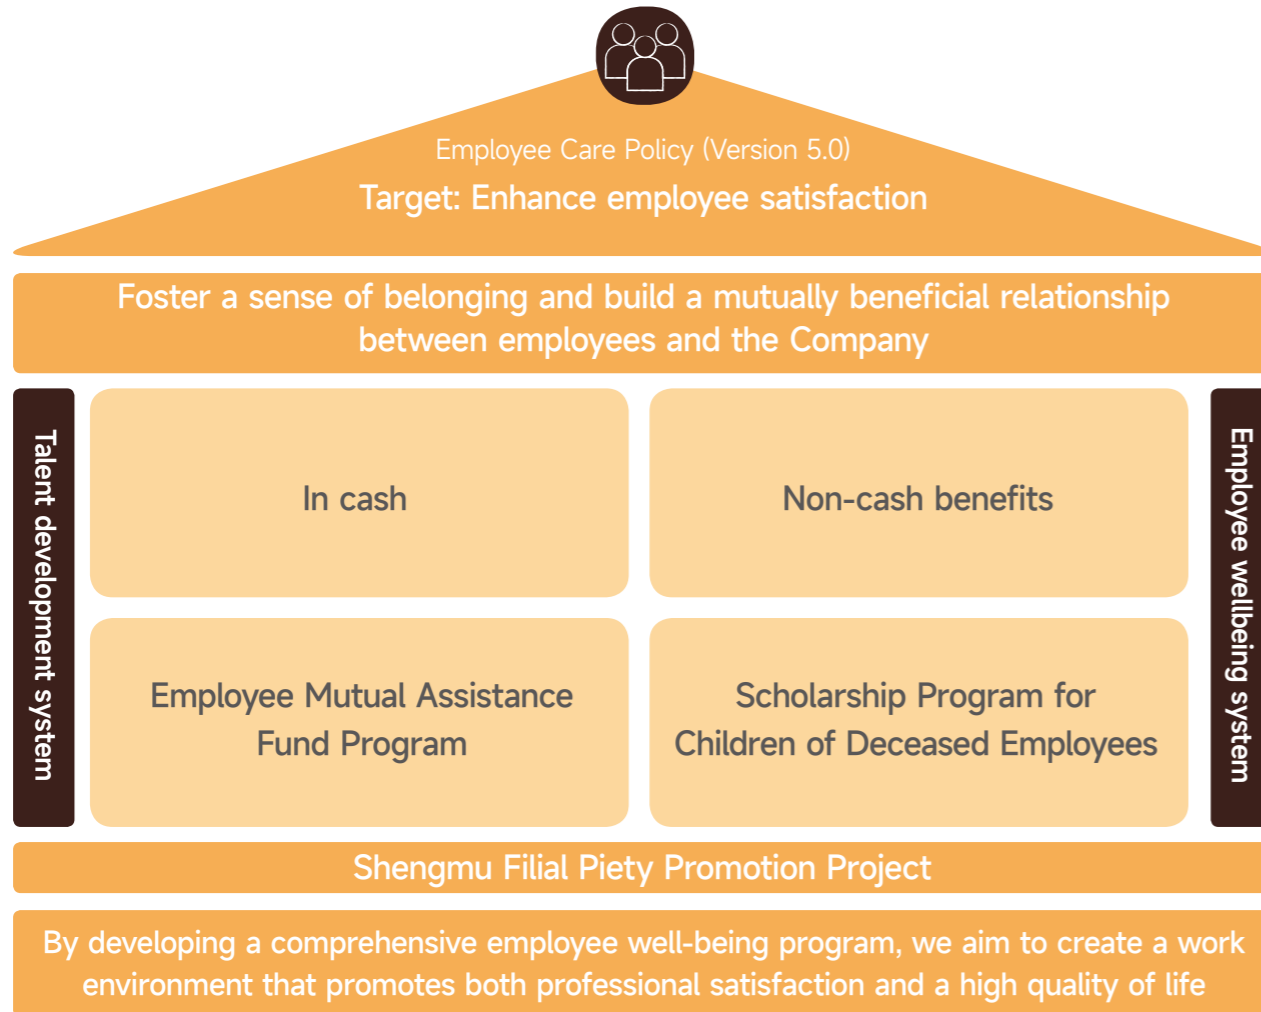 Employee Care Policy (Version 5.0)
Target: Enhance employee satisfaction
Foster a sense of belonging and build a mutually beneficial relationship
between employees and the Company
Talent development system
In cash
Non-cash benefits
Employee Mutual Assistance
Fund Program
Scholarship Program for
Children of Deceased Employees
Employee wellbeing system
Shengmu Filial Piety Promotion Project
By developing a comprehensive employee well-being program, we aim to create a work
environment that promotes both professional satisfaction and a high quality of life